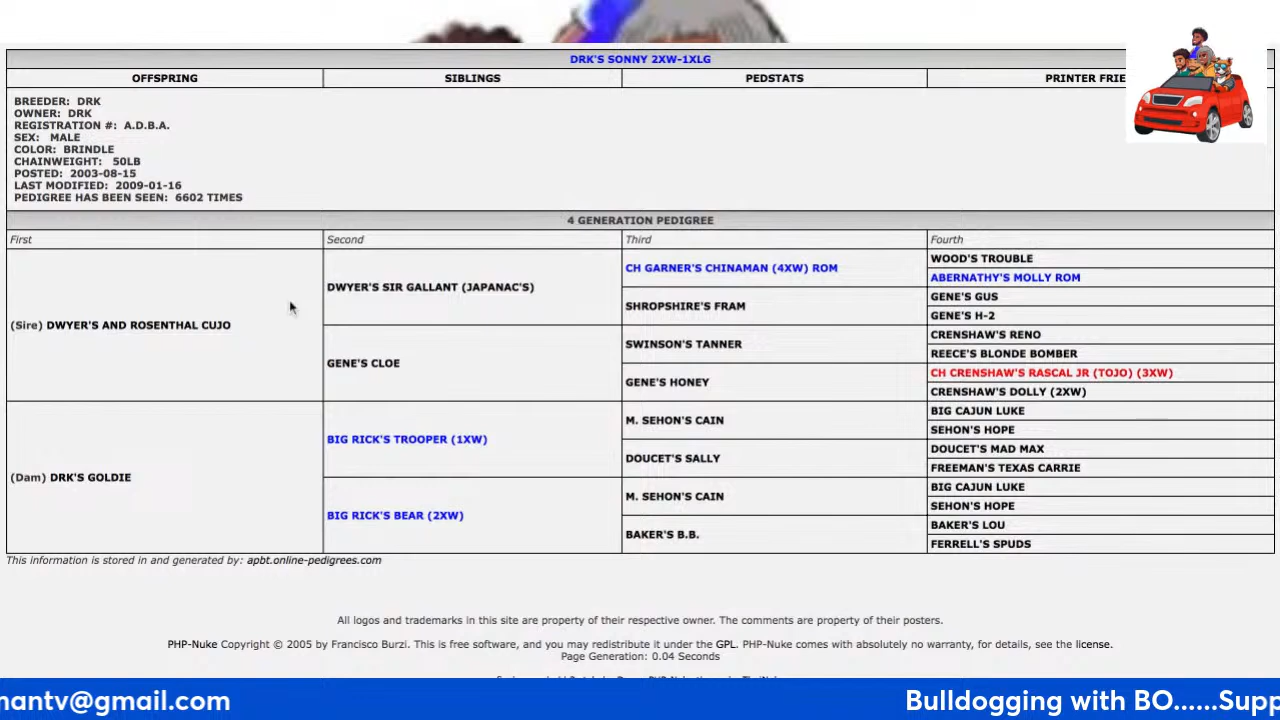 DRK'S SONNY 2XW-1XLG
OFFSPRING SIBLINGS PEDSTATS PRINTER FRIE
BREEDER: DRK
OWNER: DRK
REGISTRATION #: A.D.B.A.
SEX: MALE
COLOR: BRINDLE
CHAINWEIGHT: 50LB
POSTED: 2003-08-15
LAST MODIFIED: 2009-01-16
PEDIGREE HAS BEEN SEEN: 6602 TIMES
4 GENERATION PEDIGREE
First Second Third Fourth
(Sire) DWYER'S AND ROSENTHAL CUJO
DWYER'S SIR GALLANT (JAPANAC'S)
CH GARNER'S CHINAMAN (4XW) ROM
WOOD'S TROUBLE
ABERNATHY'S MOLLY ROM
SHROPSHIRE'S FRAM
GENE'S GUS
GENE'S H-2
GENE'S CLOE
SWINSON'S TANNER
CRENSHAW'S RENO
REECE'S BLONDE BOMBER
GENE'S HONEY
CH CRENSHAW'S RASCAL JR (TOJO) (3XW)
CRENSHAW'S DOLLY (2XW)
(Dam) DRK'S GOLDIE
BIG RICK'S TROOPER (1XW)
M. SEHON'S CAIN
BIG CAJUN LUKE
SEHON'S HOPE
DOUCET'S SALLY
DOUCET'S MAD MAX
FREEMAN'S TEXAS CARRIE
BIG RICK'S BEAR (2XW)
M. SEHON'S CAIN
BIG CAJUN LUKE
SEHON'S HOPE
BAKER'S B.B.
BAKER'S LOU
FERRELL'S SPUDS
This information is stored in and generated by: apbt.online-pedigrees.com
All logos and trademarks in this site are property of their respective owner. The comments are property of their posters.
PHP-Nuke Copyright © 2005 by Francisco Burzi. This is free software, and you may redistribute it under the GPL. PHP-Nuke comes with absolutely no warranty, for details, see the license.
Page Generation: 0.04 Seconds
mantv@gmail.com Bulldogging with BO......Supp